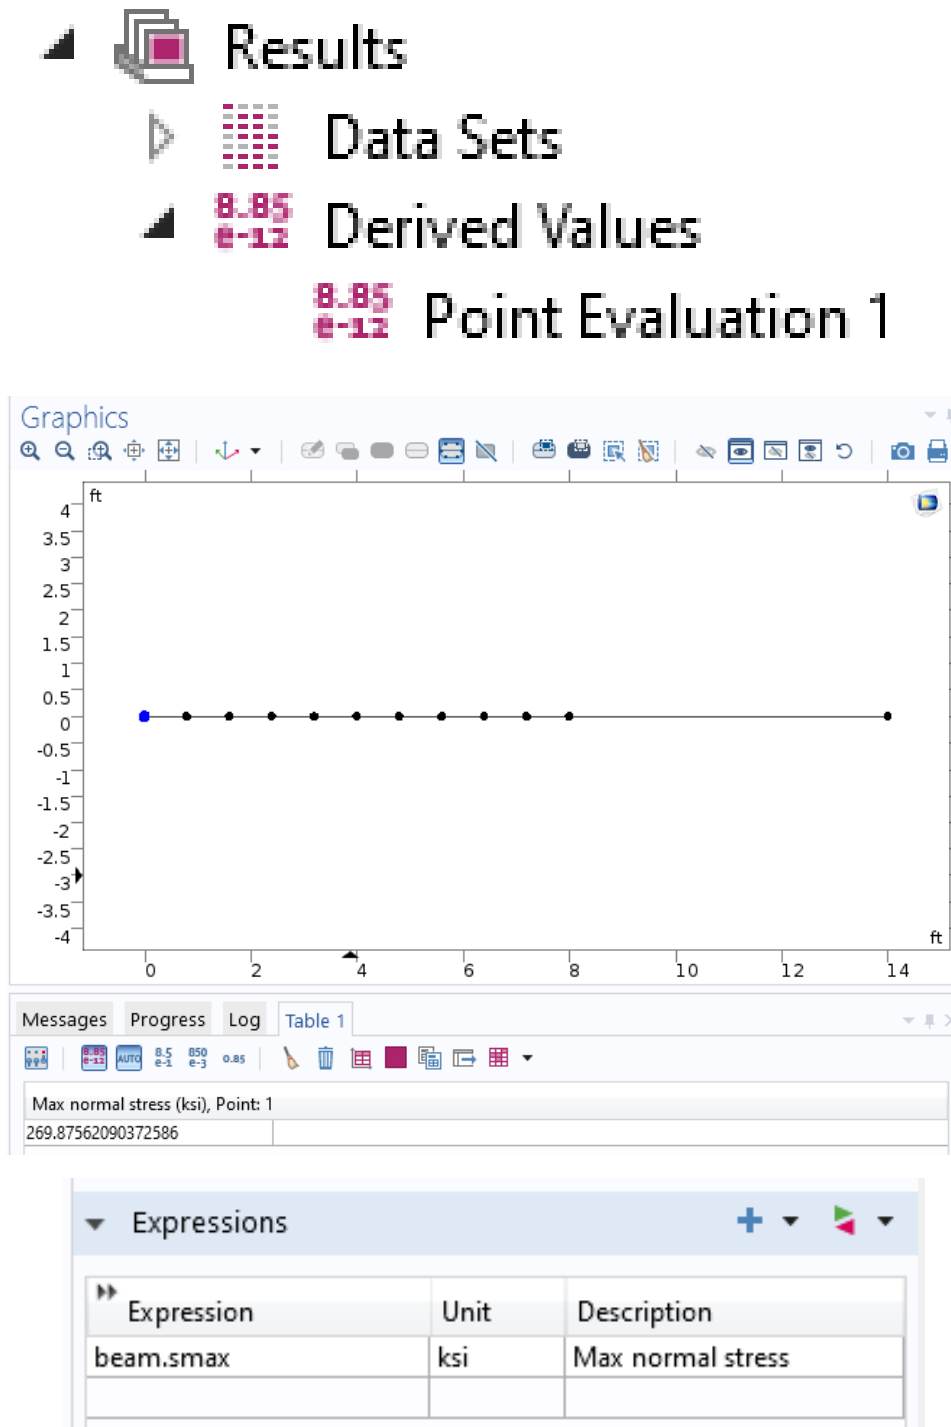 Results
Data Sets
8.85
e-12 Derived Values
8.85
e-12 Point Evaluation 1
Graphics
ft
4
3.5
3
2.5
2
1.5
1
0.5
0
-0.5
-1
-1.5
-2
-2.5
-3
-3.5
-4
ft
0 2 4 6 8 10 12 14
Messages Progress Log Table 1
8.85
e-12 AUTO 8.5
e-1 850
e-3 0.85
Max normal stress (ksi), Point: 1
269.87562090372586
Expressions
Expression Unit Description
beam.smax ksi Max normal stress